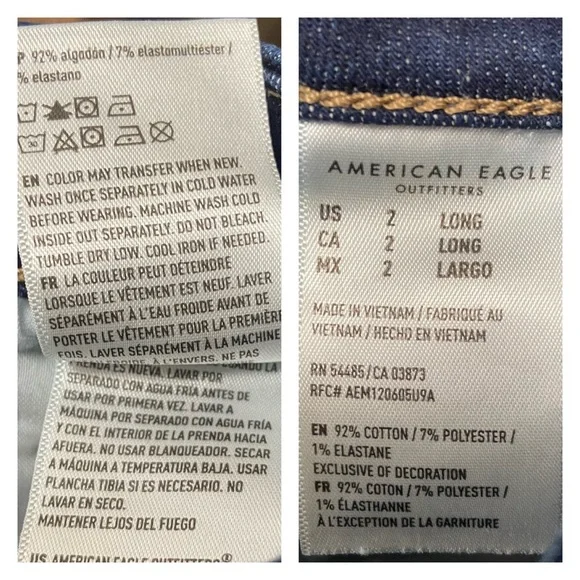 P 92% algodón / 7% elastomultiéster /
% elastano
30
EN COLOR MAY TRANSFER WHEN NEW.
WASH ONCE SEPARATELY IN COLD WATER
BEFORE WEARING. MACHINE WASH COLD
INSIDE OUT SEPARATELY. DO NOT BLEACH.
TUMBLE DRY LOW. COOL IRON IF NEEDED.
FR LA COULEUR PEUT DÉTEINDRE
LORSQUE LE VÊTEMENT EST NEUF. LAVER
SÉPARÉMENT À L'EAU FROIDE AVANT DE
PORTER LE VÊTEMENT POUR LA PREMIÈRE
FOIS. LAVER SÉPARÉMENT À LA MACHINE
À L'ENVERS. NE PAS
PRENDA ES NUEVA. LAVAR POR
SEPARADO CON AGUA FRÍA ANTES DE
USAR POR PRIMERA VEZ. LAVAR A
MÁQUINA POR SEPARADO CON AGUA FRÍA
Y CON EL INTERIOR DE LA PRENDA HACIA
AFUERA. NO USAR BLANQUEADOR. SECAR
A MÁQUINA A TEMPERATURA BAJA. USAR
PLANCHA TIBIA SI ES NECESARIO. NO
LAVAR EN SECO.
MANTENER LEJOS DEL FUEGO
US AMERICAN EAGLE OUTFITTERS®
AMERICAN EAGLE
OUTFITTERS
US 2 LONG
CA 2 LONG
MX 2 LARGO
MADE IN VIETNAM / FABRIQUÉ AU
VIETNAM / HECHO EN VIETNAM
RN 54485 / CA 03873
RFC# AEM120605U9A
EN 92% COTTON / 7% POLYESTER /
1% ELASTANE
EXCLUSIVE OF DECORATION
FR 92% COTON / 7% POLYESTER /
1% ÉLASTHANNE
À L'EXCEPTION DE LA GARNITURE